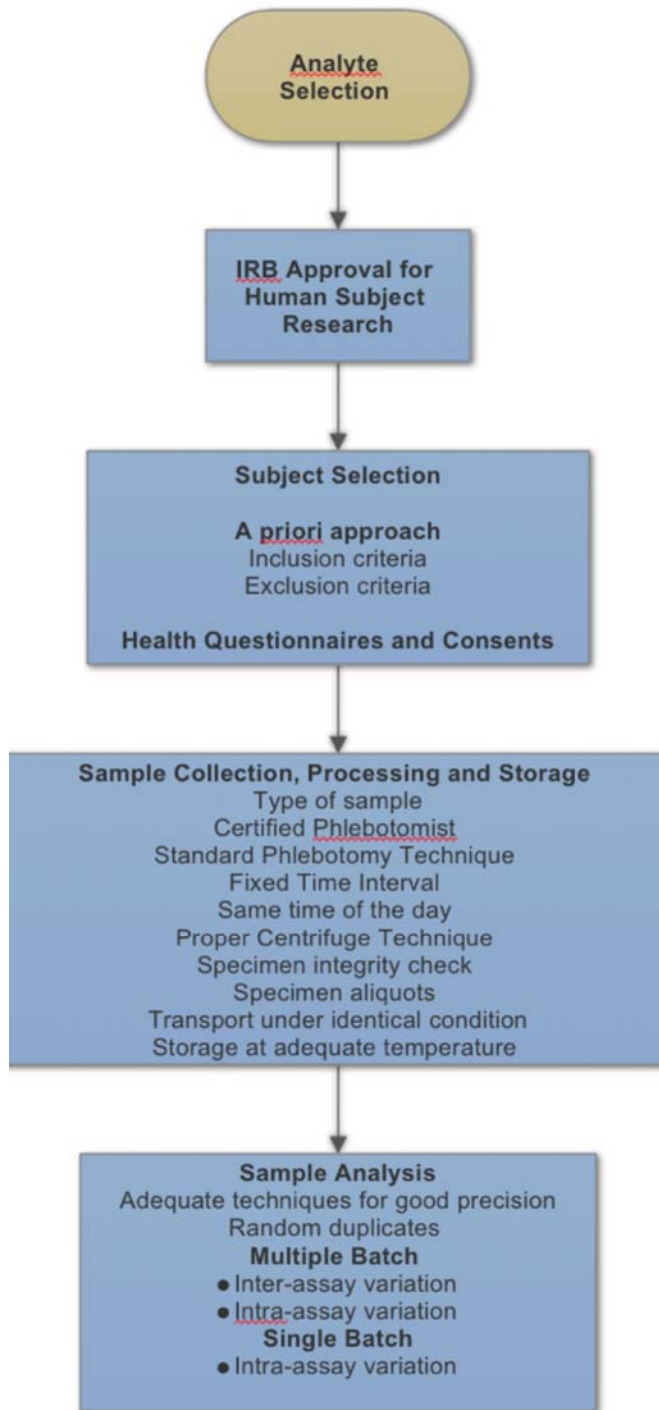 Analyte
Selection
IRB Approval for
Human Subject
Research
Subject Selection
A priori approach
Inclusion criteria
Exclusion criteria
Health Questionnaires and Consents
Sample Collection, Processing and Storage
Type of sample
Certified Phlebotomist
Standard Phlebotomy Technique
Fixed Time Interval
Same time of the day
Proper Centrifuge Technique
Specimen integrity check
Specimen aliquots
Transport under identical condition
Storage at adequate temperature
Sample Analysis
Adequate techniques for good precision
Random duplicates
Multiple Batch
● Inter-assay variation
● Intra-assay variation
Single Batch
● Intra-assay variation